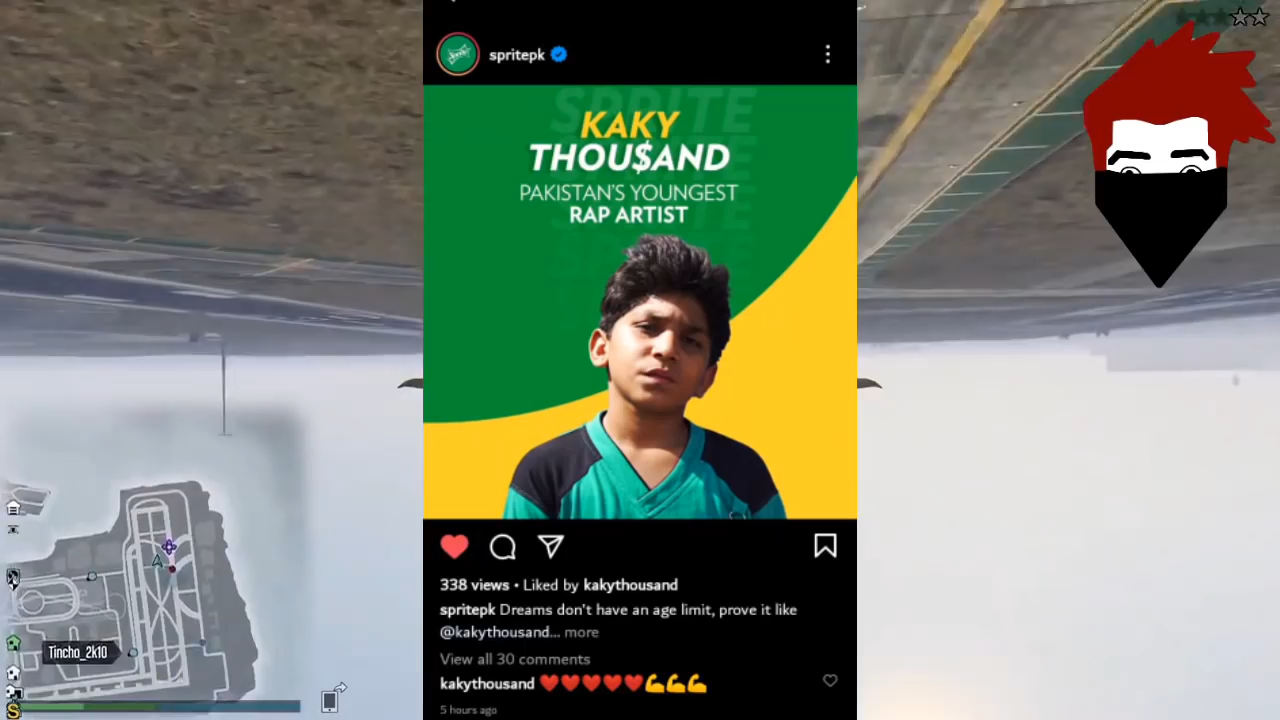 spritepk
SPRITE
KAKY
THOU$AND
PAKISTAN'S YOUNGEST
RAP ARTIST
338 views • Liked by kakythousand
spritepk Dreams don't have an age limit, prove it like
@kakythousand... more
View all 30 comments
kakythousand ❤️❤️❤️❤️❤️💪💪💪
5 hours ago
Tincho_2k10